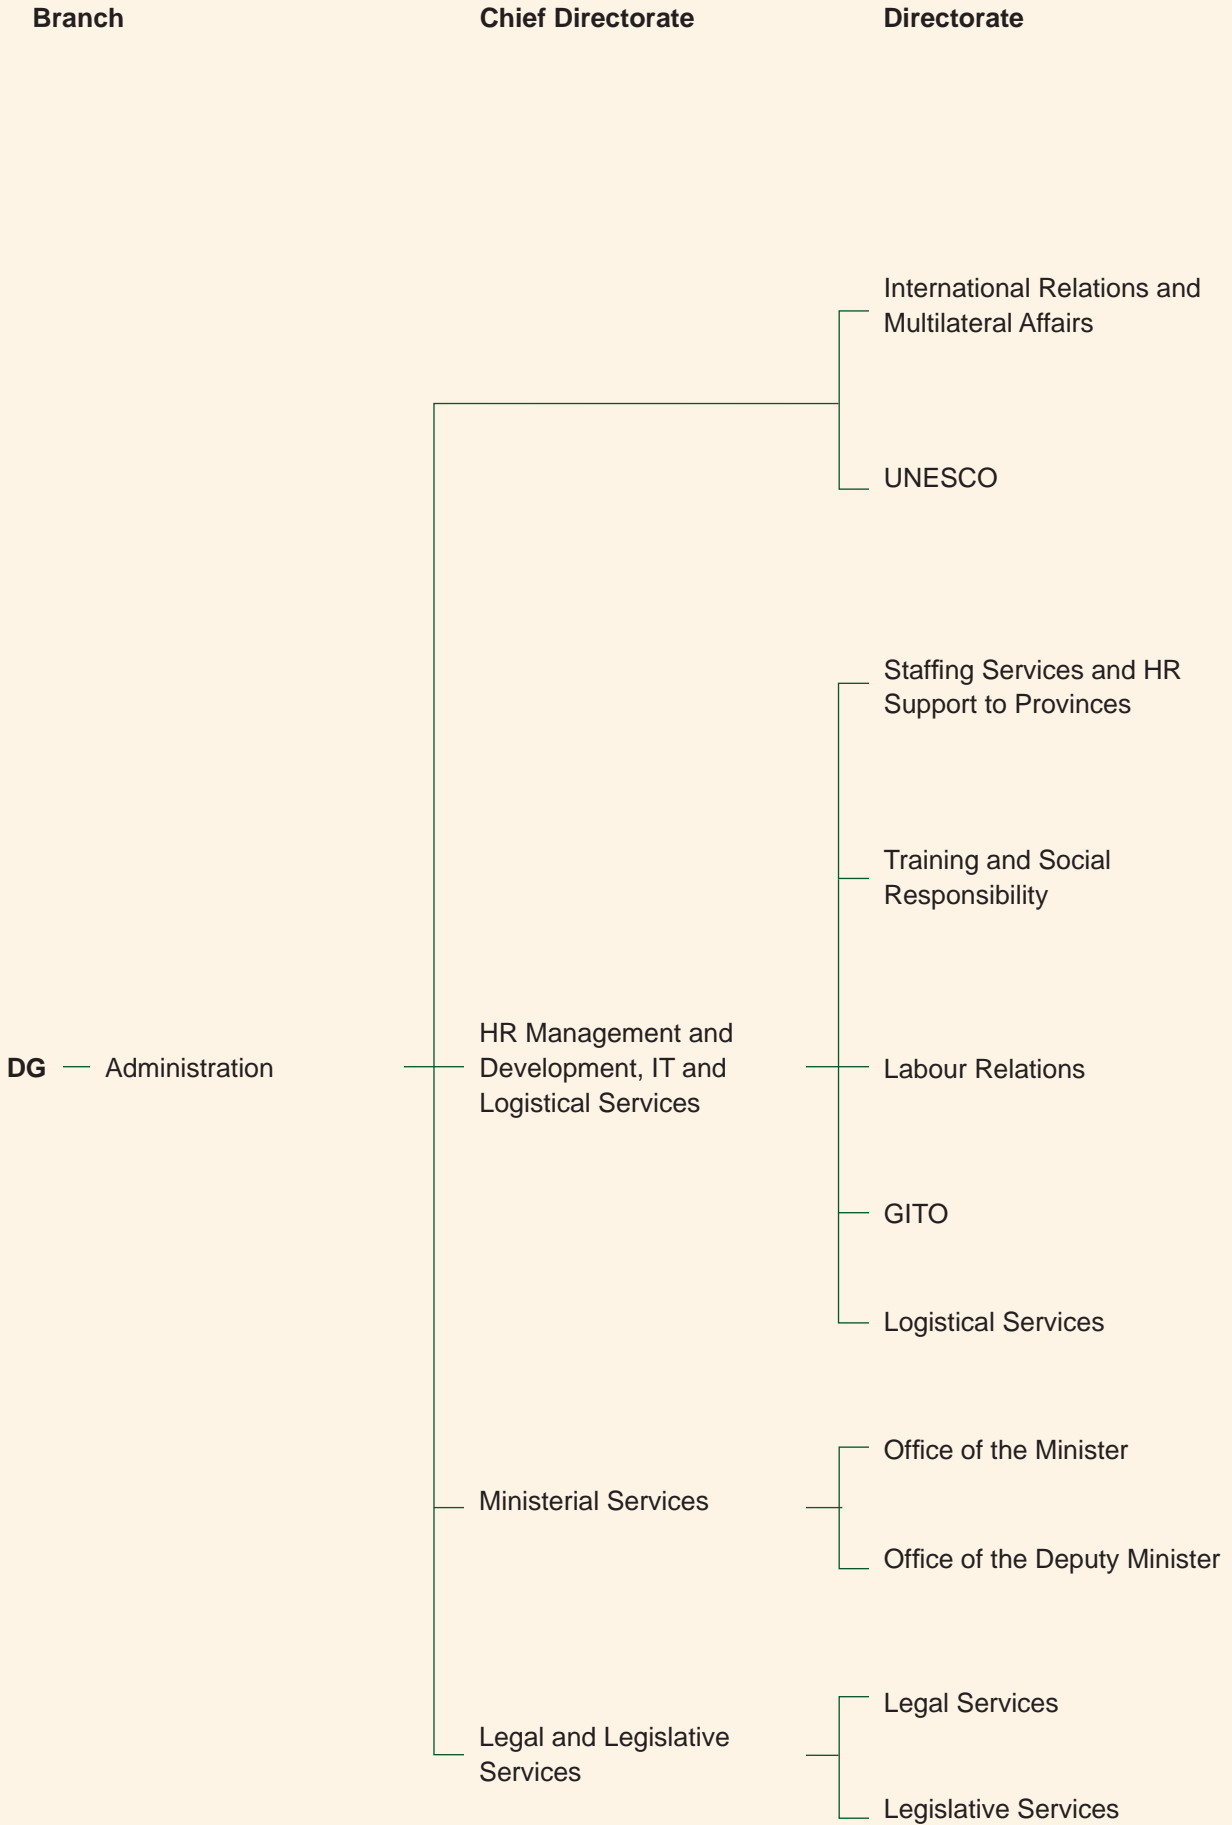 Branch
Chief Directorate
Directorate
International Relations and
Multilateral Affairs
UNESCO
Staffing Services and HR
Support to Provinces
Training and Social
Responsibility
DG
Administration
HR Management and
Development, IT and
Logistical Services
Labour Relations
GITO
Logistical Services
Ministerial Services
Office of the Minister
Office of the Deputy Minister
Legal and Legislative
Services
Legal Services
Legislative Services